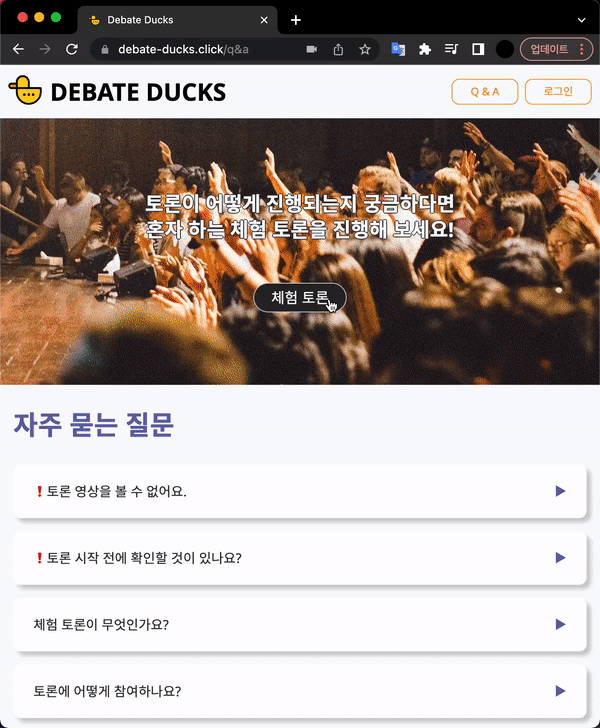 Debate Ducks
debate-ducks.click/q&a
업데이트
DEBATE DUCKS
Q & A
로그인
토론이 어떻게 진행되는지 궁금하다면
혼자 하는 체험 토론을 진행해 보세요!
체험 토론
자주 묻는 질문
❗토론 영상을 볼 수 없어요.
❗토론 시작 전에 확인할 것이 있나요?
체험 토론이 무엇인가요?
토론에 어떻게 참여하나요?